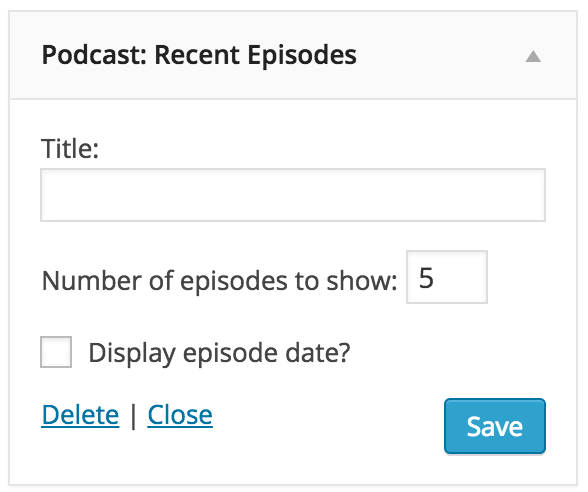 Podcast: Recent Episodes
Title:
Number of episodes to show: 5
Display episode date?
Delete | Close
Save